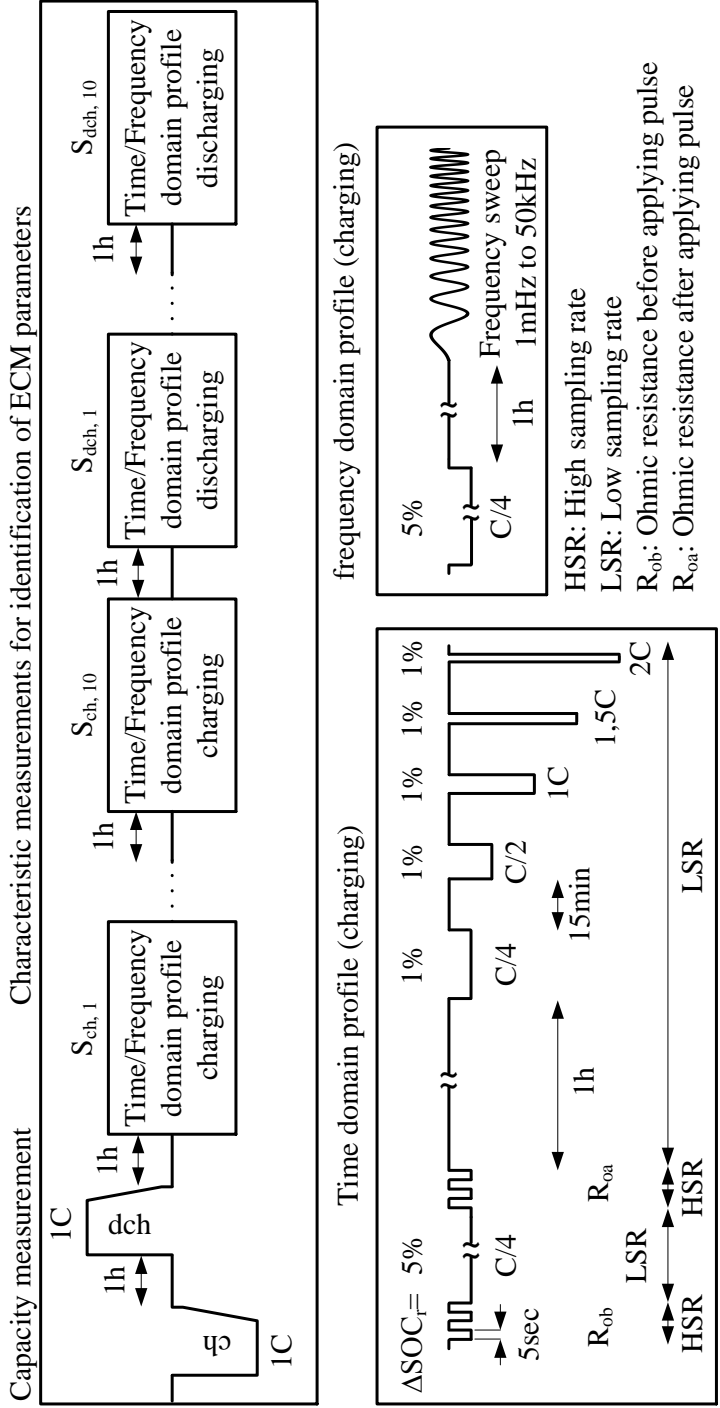 Capacity measurement
Characteristic measurements for identification of ECM parameters
ch
1C
1h
1C
dch
1h
S_ch, 1
Time/Frequency
domain profile
charging
. . . .
1h
S_ch, 10
Time/Frequency
domain profile
charging
1h
S_dch, 1
Time/Frequency
domain profile
discharging
. . . . .
1h
S_dch, 10
Time/Frequency
domain profile
discharging
Time domain profile (charging)
ΔSOC_r= 5% 1% 1% 1% 1% 1%
C/4 C/4 C/2 1C 1,5C 2C
5sec
1h
15min
R_ob
R_oa
HSR LSR HSR LSR
frequency domain profile (charging)
5%
C/4
1h
Frequency sweep
1mHz to 50kHz
HSR: High sampling rate
LSR: Low sampling rate
R_ob: Ohmic resistance before applying pulse
R_oa: Ohmic resistance after applying pulse